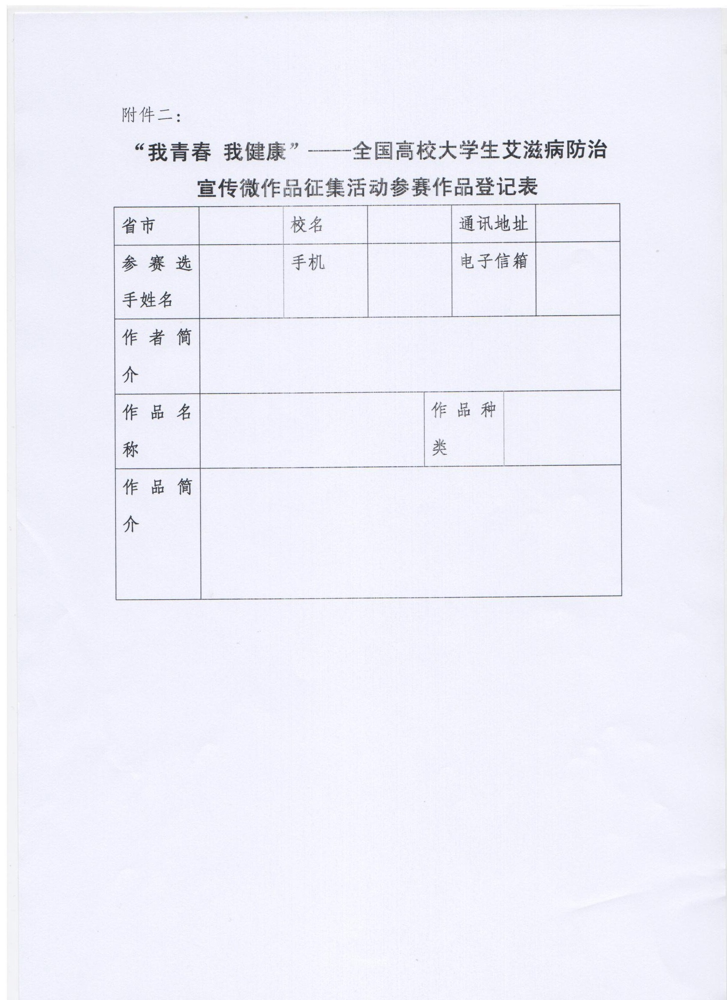 附件二：
“我青春 我健康”——全国高校大学生艾滋病防治
宣传微作品征集活动参赛作品登记表
省市 校名 通讯地址
参赛选 手机 电子信箱
手姓名
作者简
介
作品名 作品种
称 类
作品简
介